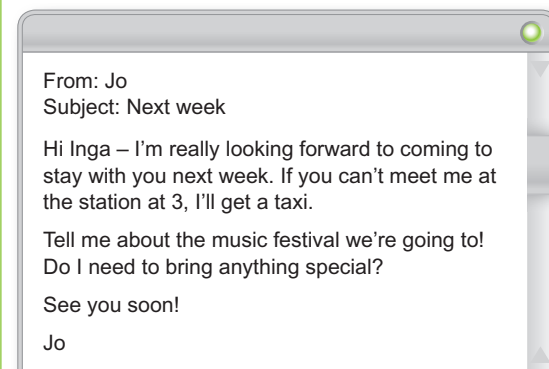 From: Jo
Subject: Next week
Hi Inga – I’m really looking forward to coming to
stay with you next week. If you can’t meet me at
the station at 3, I’ll get a taxi.
Tell me about the music festival we’re going to!
Do I need to bring anything special?
See you soon!
Jo